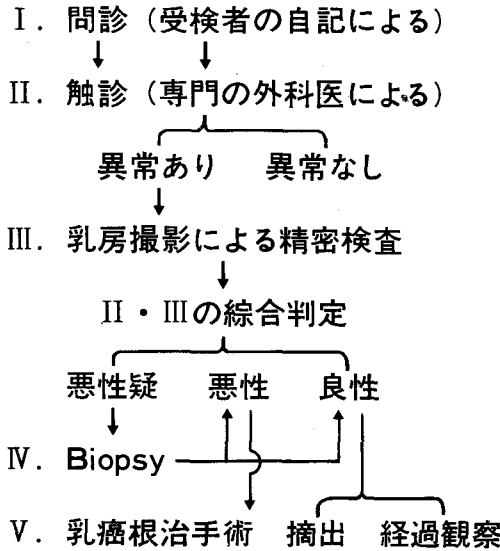 Ⅰ. 問診（受検者の自記による）
Ⅱ. 触診（専門の外科医による）
異常あり 異常なし
Ⅲ. 乳房撮影による精密検査
Ⅱ・Ⅲの綜合判定
悪性疑 悪性 良性
Ⅳ. Biopsy
Ⅴ. 乳癌根治手術 摘出 経過観察